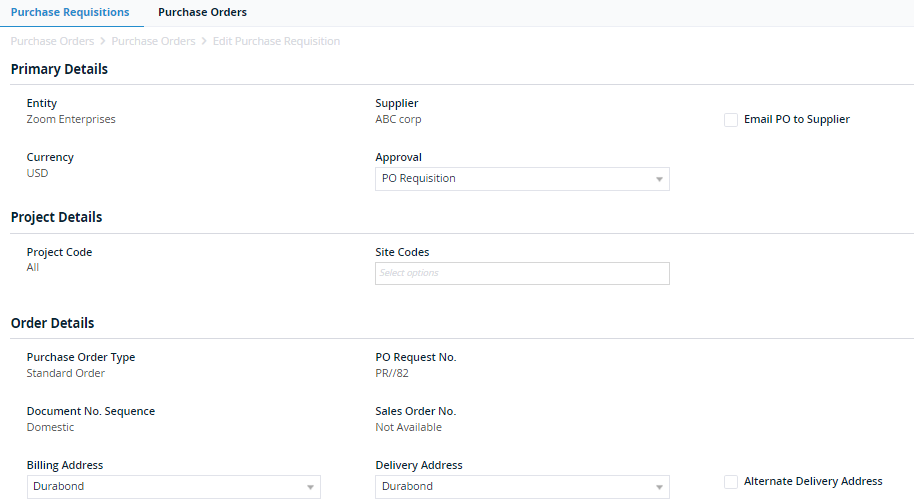 Purchase Requisitions Purchase Orders
Purchase Orders > Purchase Orders > Edit Purchase Requisition
Primary Details
Entity Supplier
Zoom Enterprises ABC corp Email PO to Supplier
Currency Approval
USD PO Requisition
Project Details
Project Code Site Codes
All Select options
Order Details
Purchase Order Type PO Request No.
Standard Order PR//82
Document No. Sequence Sales Order No.
Domestic Not Available
Billing Address Delivery Address
Durabond Durabond Alternate Delivery Address